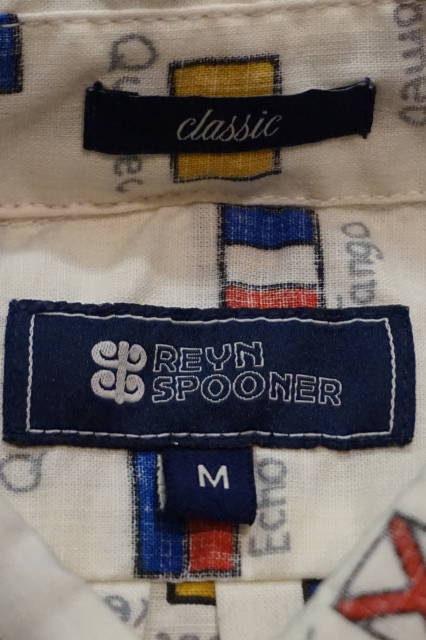 classic
Tango
REYN
SPOONER
M
Echo